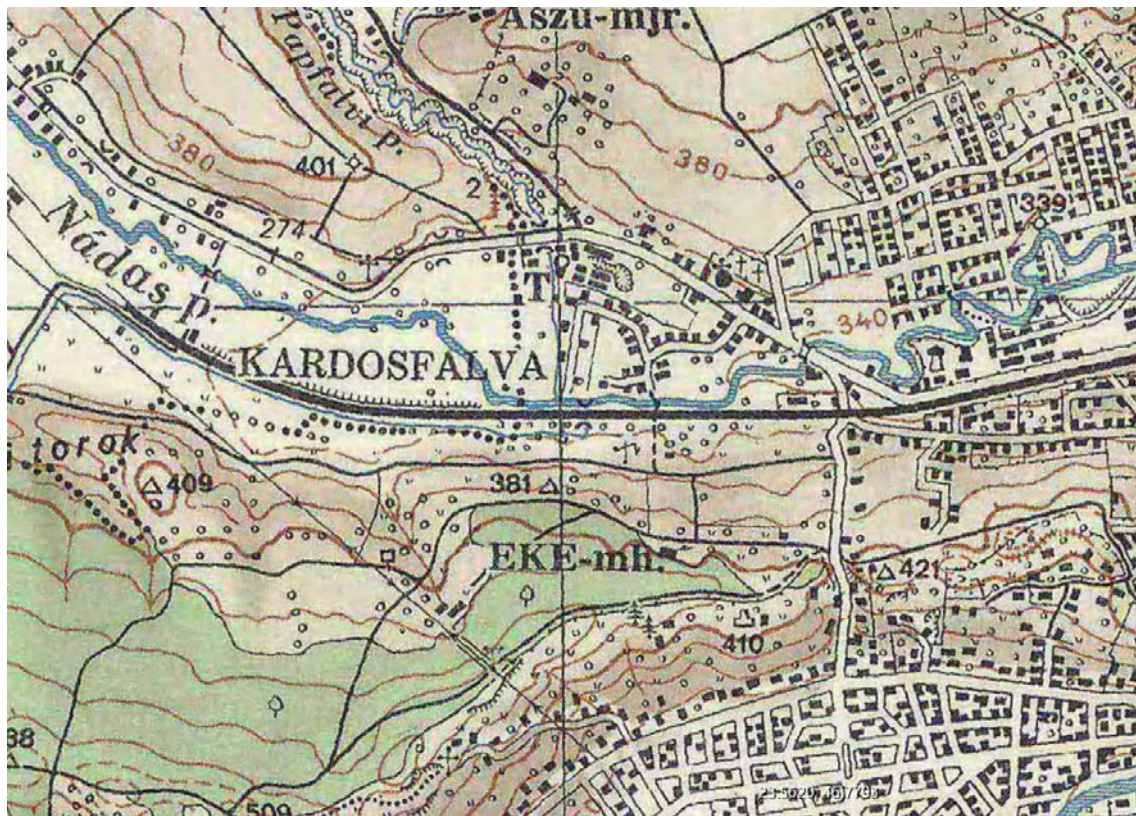 Aszu-mjr.
Papfalvi p.
380
401
2
380
339
274
Nádas p.
T
340
KARDOSFALVA
torok
409
381
EKE-mh.
421
410
38
509